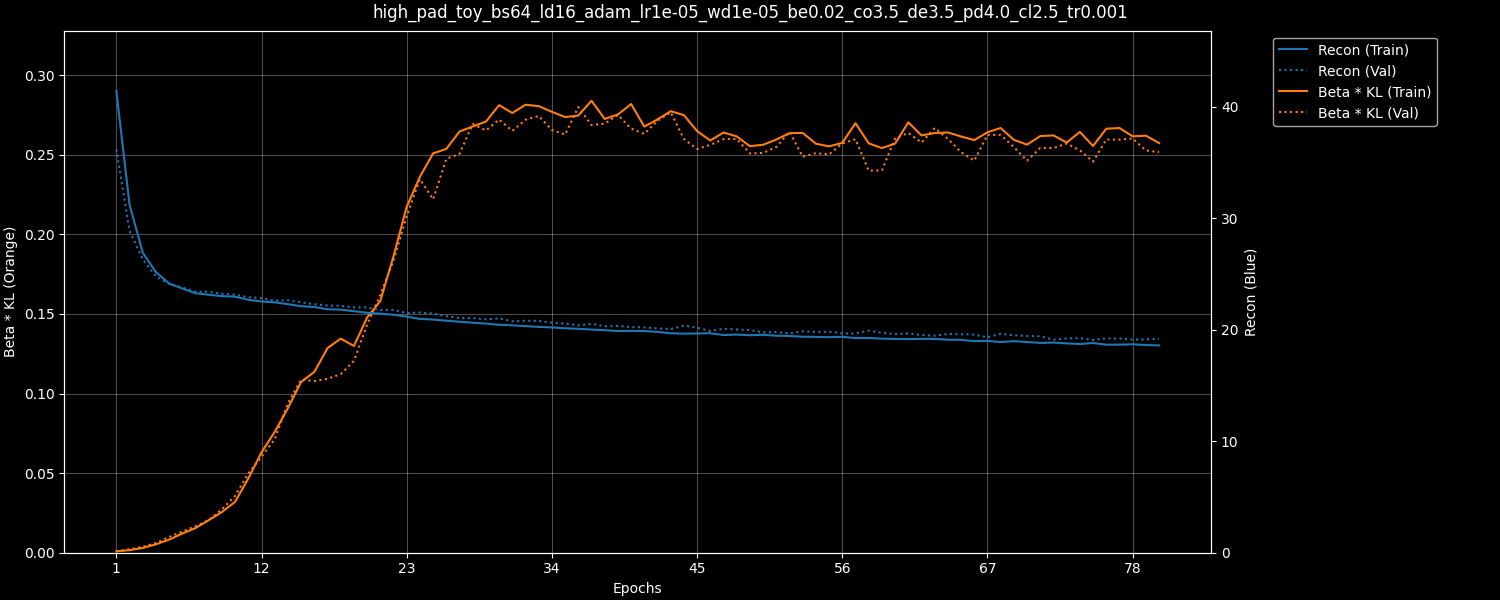 high_pad_toy_bs64_ld16_adam_lr1e-05_wd1e-05_be0.02_co3.5_de3.5_pd4.0_cl2.5_tr0.001
Recon (Train)
Recon (Val)
Beta * KL (Train)
Beta * KL (Val)
Beta * KL (Orange)
0.30
0.25
0.20
0.15
0.10
0.05
0.00
40
30
20
10
0
Recon (Blue)
1 12 23 34 45 56 67 78
Epochs